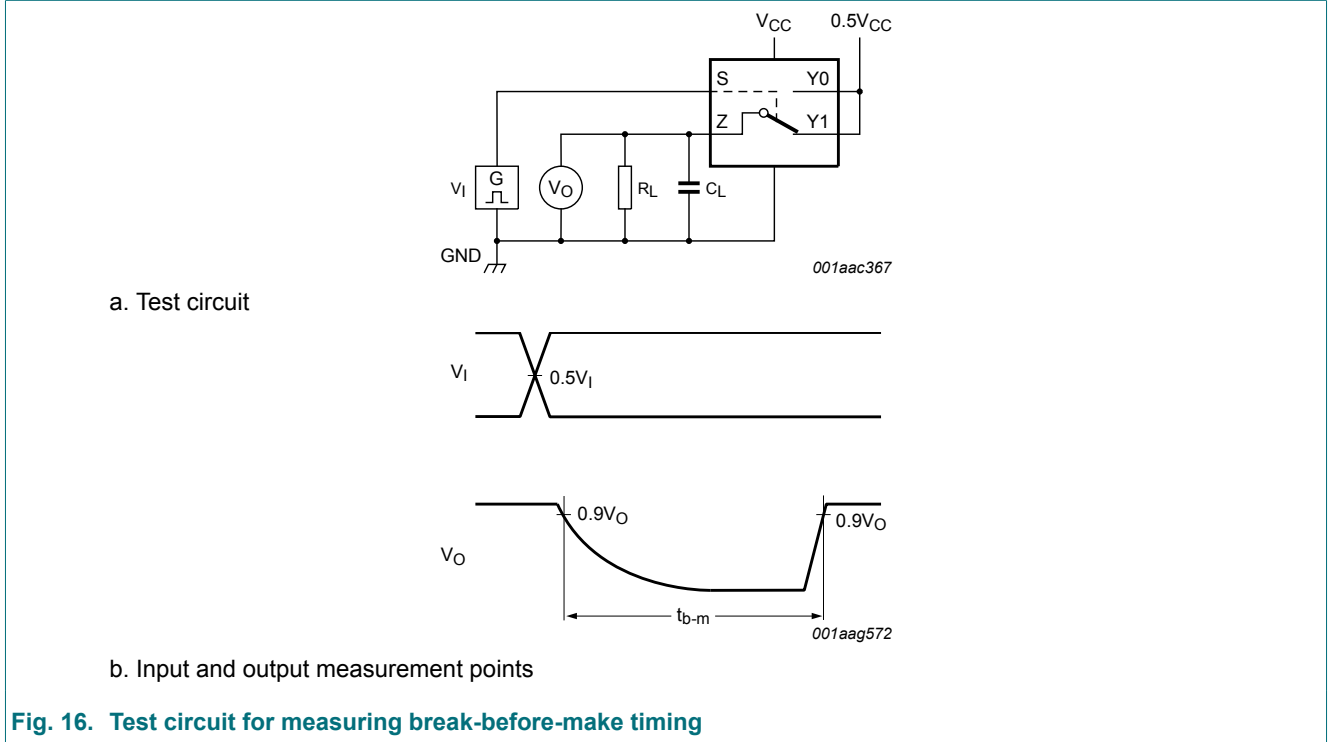 VCC
0.5VCC
S
Y0
Z
Y1
VI
G
VO
RL
CL
GND
001aac367
a. Test circuit
VI
0.5VI
0.9VO
0.9VO
VO
tb-m
001aag572
b. Input and output measurement points
Fig. 16. Test circuit for measuring break-before-make timing